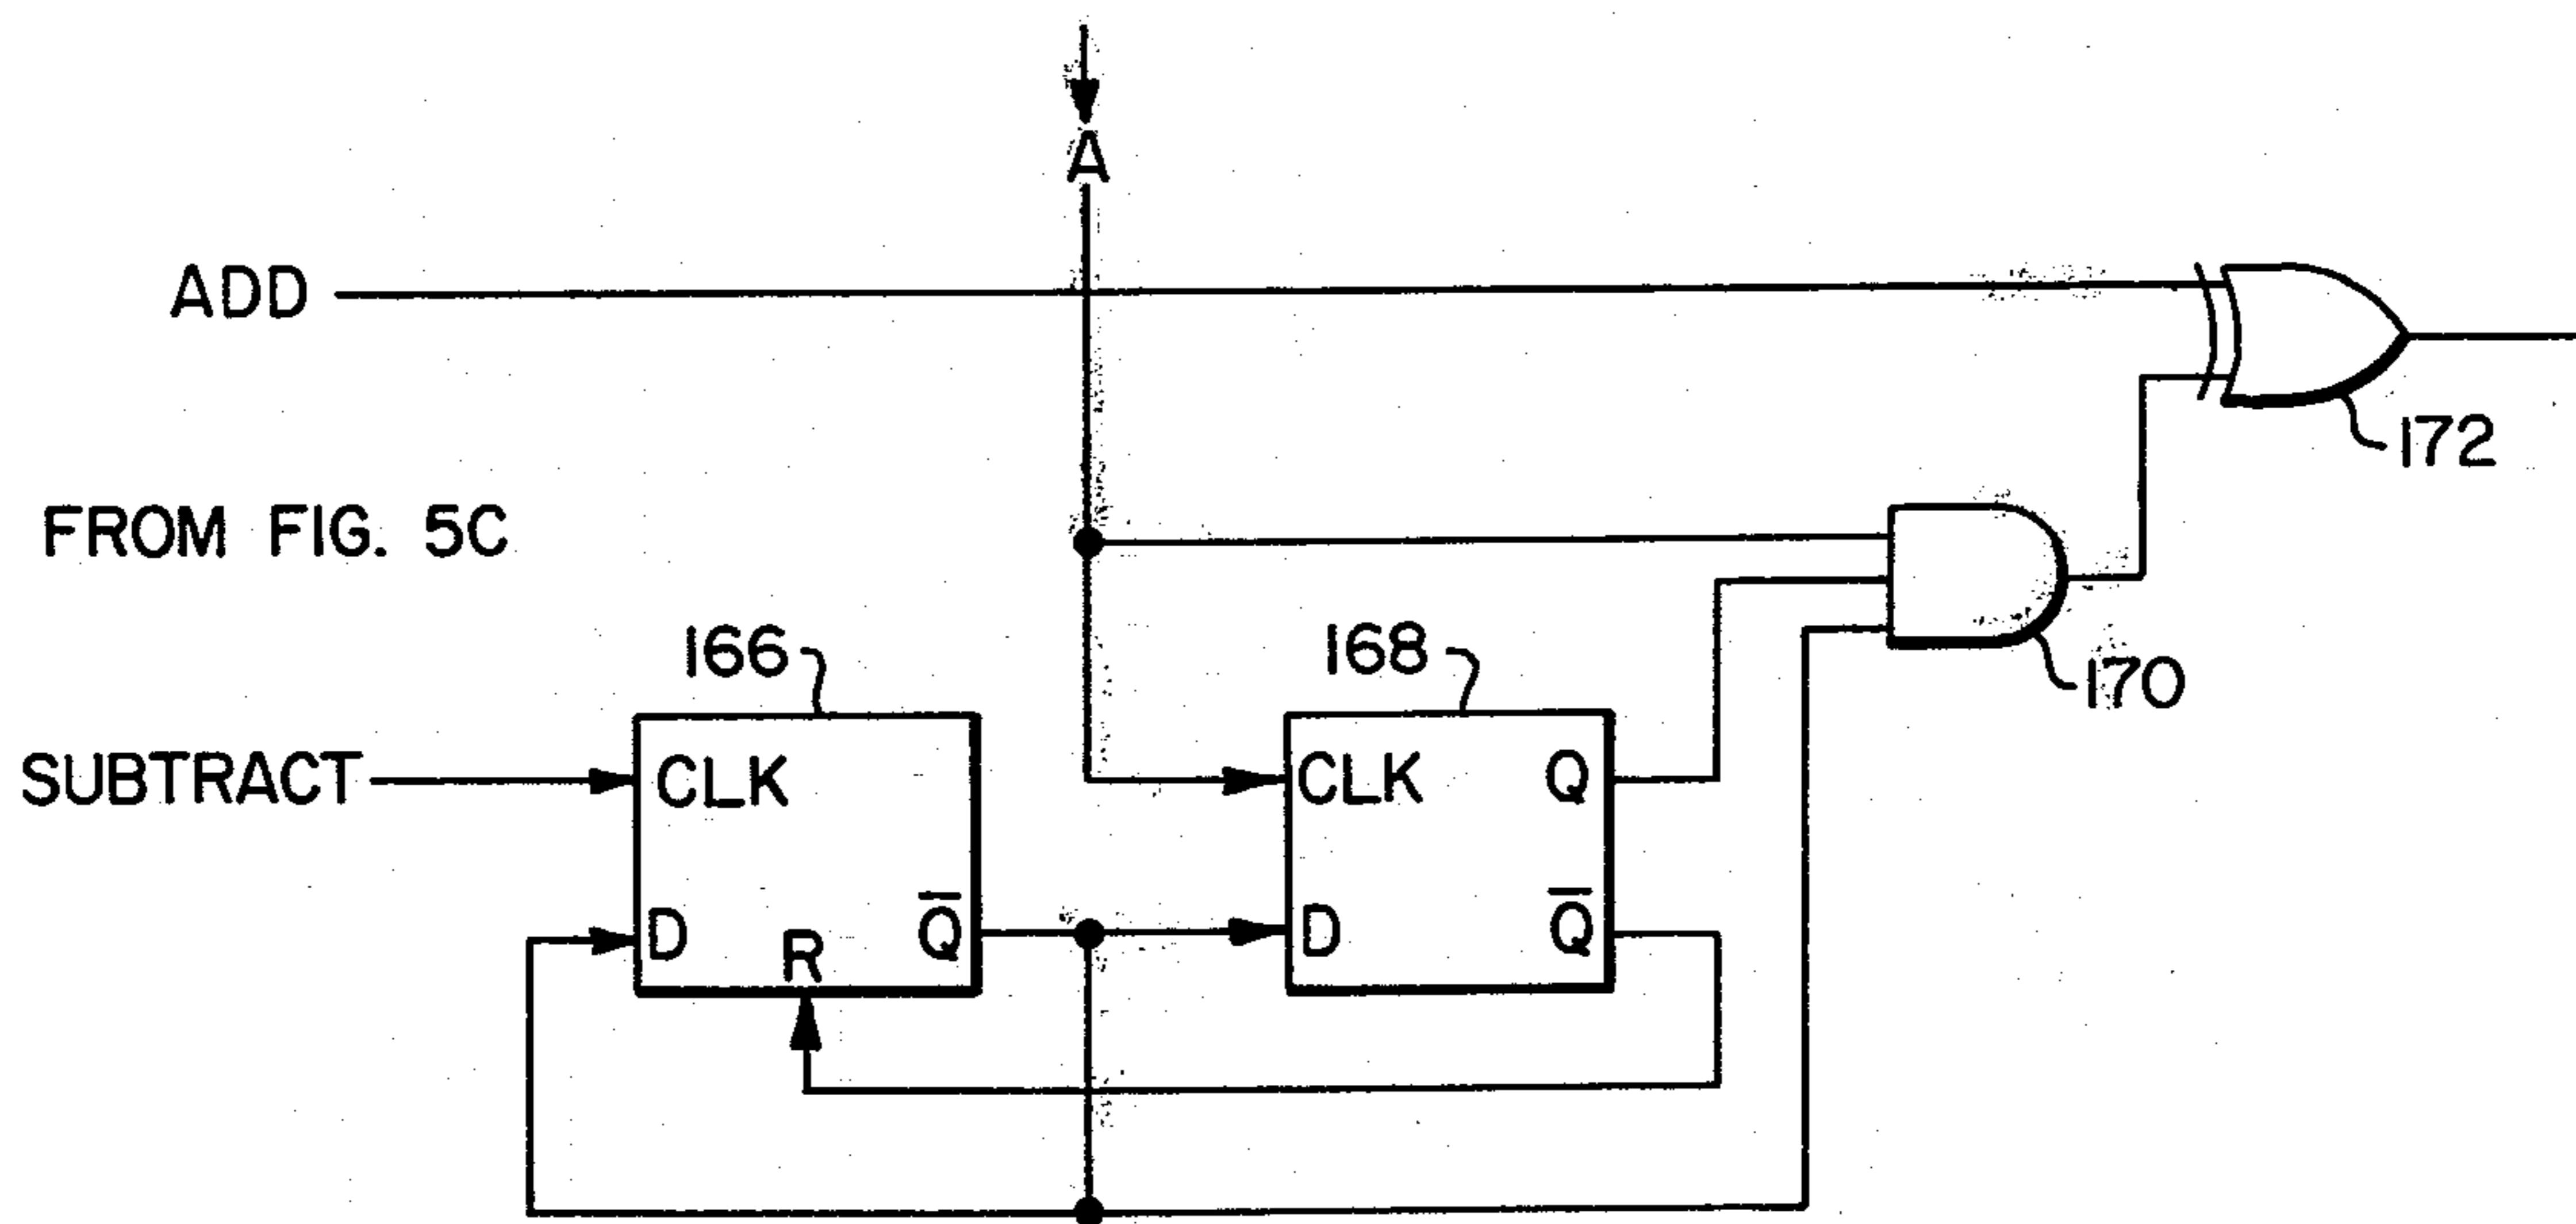 A
ADD
172
FROM FIG. 5C
166
168
170
SUBTRACT
CLK
CLK
Q
D
R
Q̅
D
Q̅